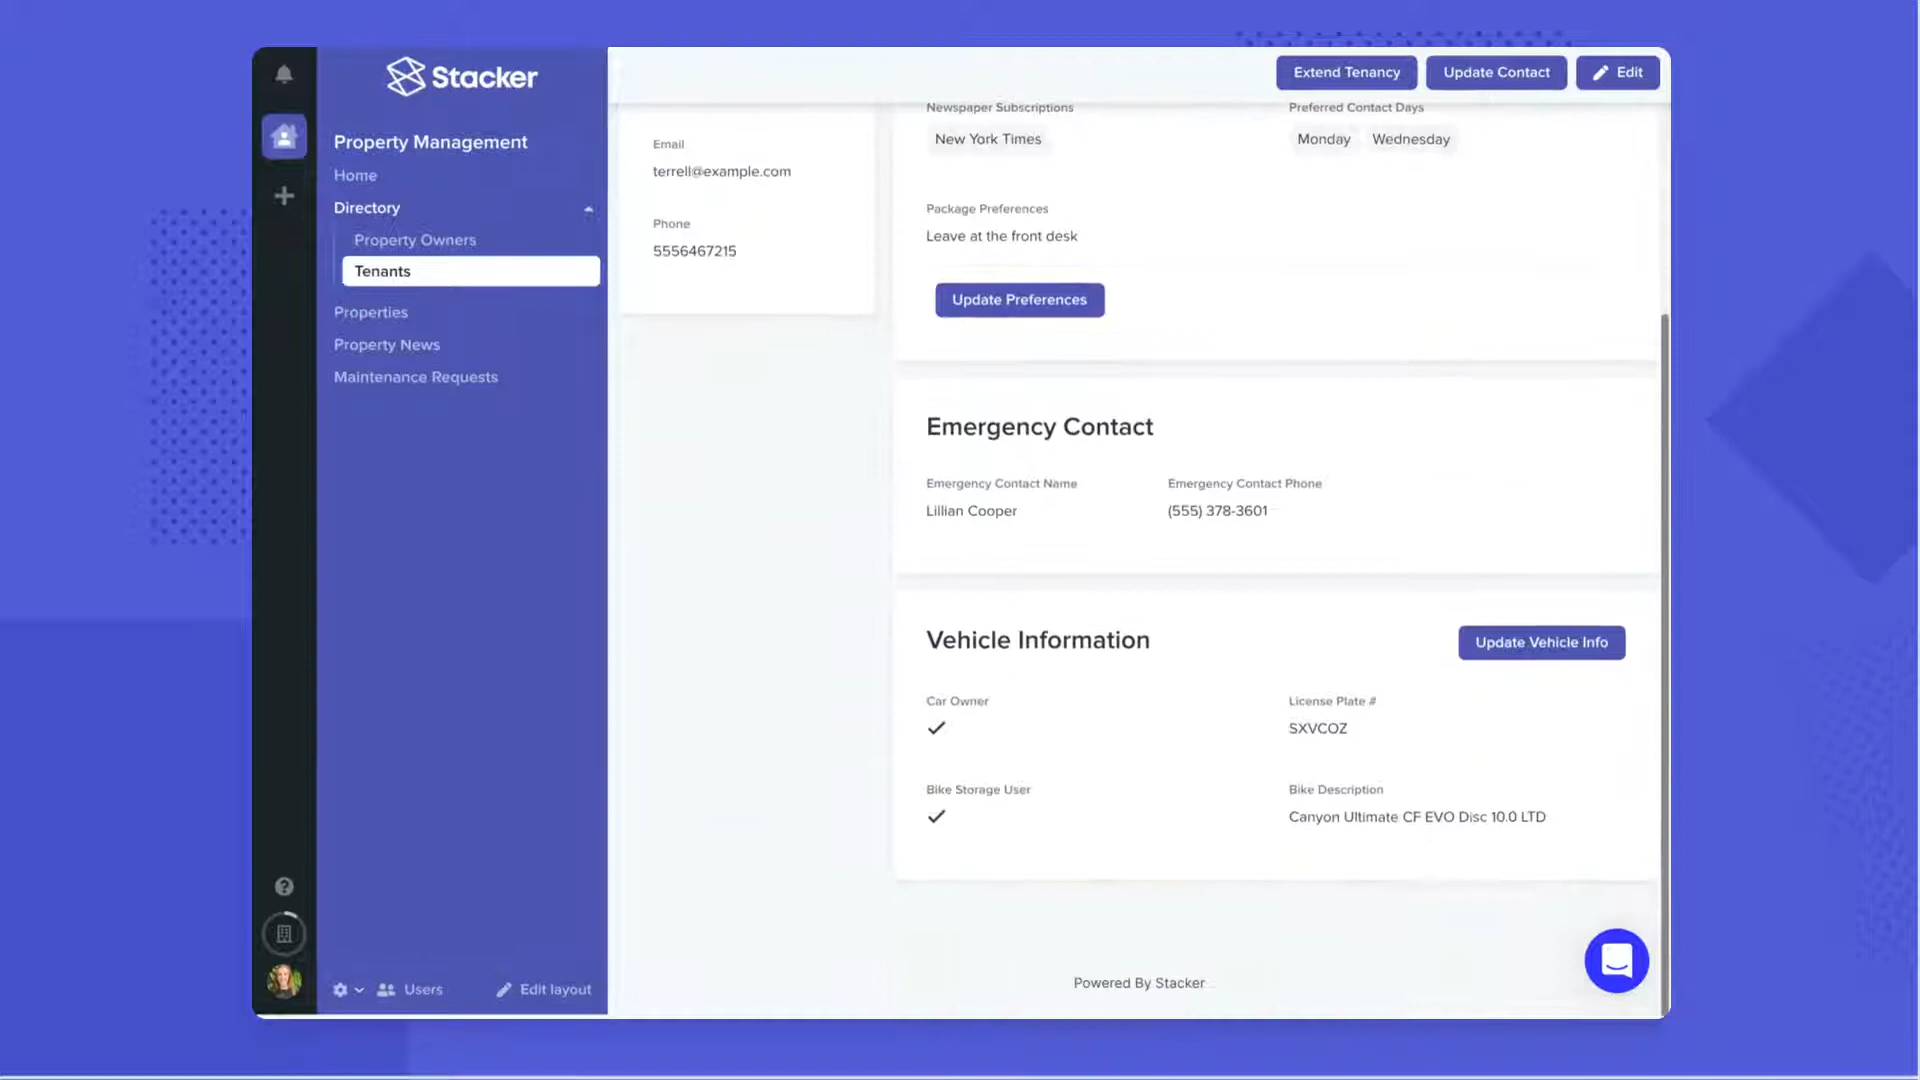 Stacker
Property Management
Home
Directory
Property Owners
Tenants
Properties
Property News
Maintenance Requests
Users
Edit layout
Extend Tenancy
Update Contact
Edit
Email
terrell@example.com
Phone
5556467215
Newspaper Subscriptions
New York Times
Preferred Contact Days
Monday Wednesday
Package Preferences
Leave at the front desk
Update Preferences
Emergency Contact
Emergency Contact Name
Lillian Cooper
Emergency Contact Phone
(555) 378-3601
Vehicle Information
Update Vehicle Info
Car Owner
License Plate #
SXVCOZ
Bike Storage User
Bike Description
Canyon Ultimate CF EVO Disc 10.0 LTD
Powered By Stacker